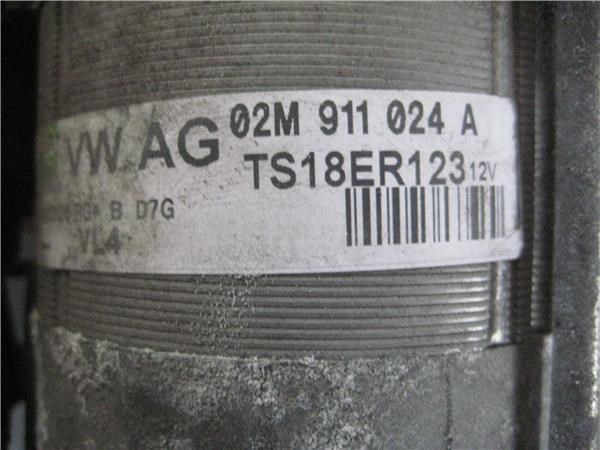 VW AG 02M 911 024 A
TS18ER123 12V
B D7G
VL4